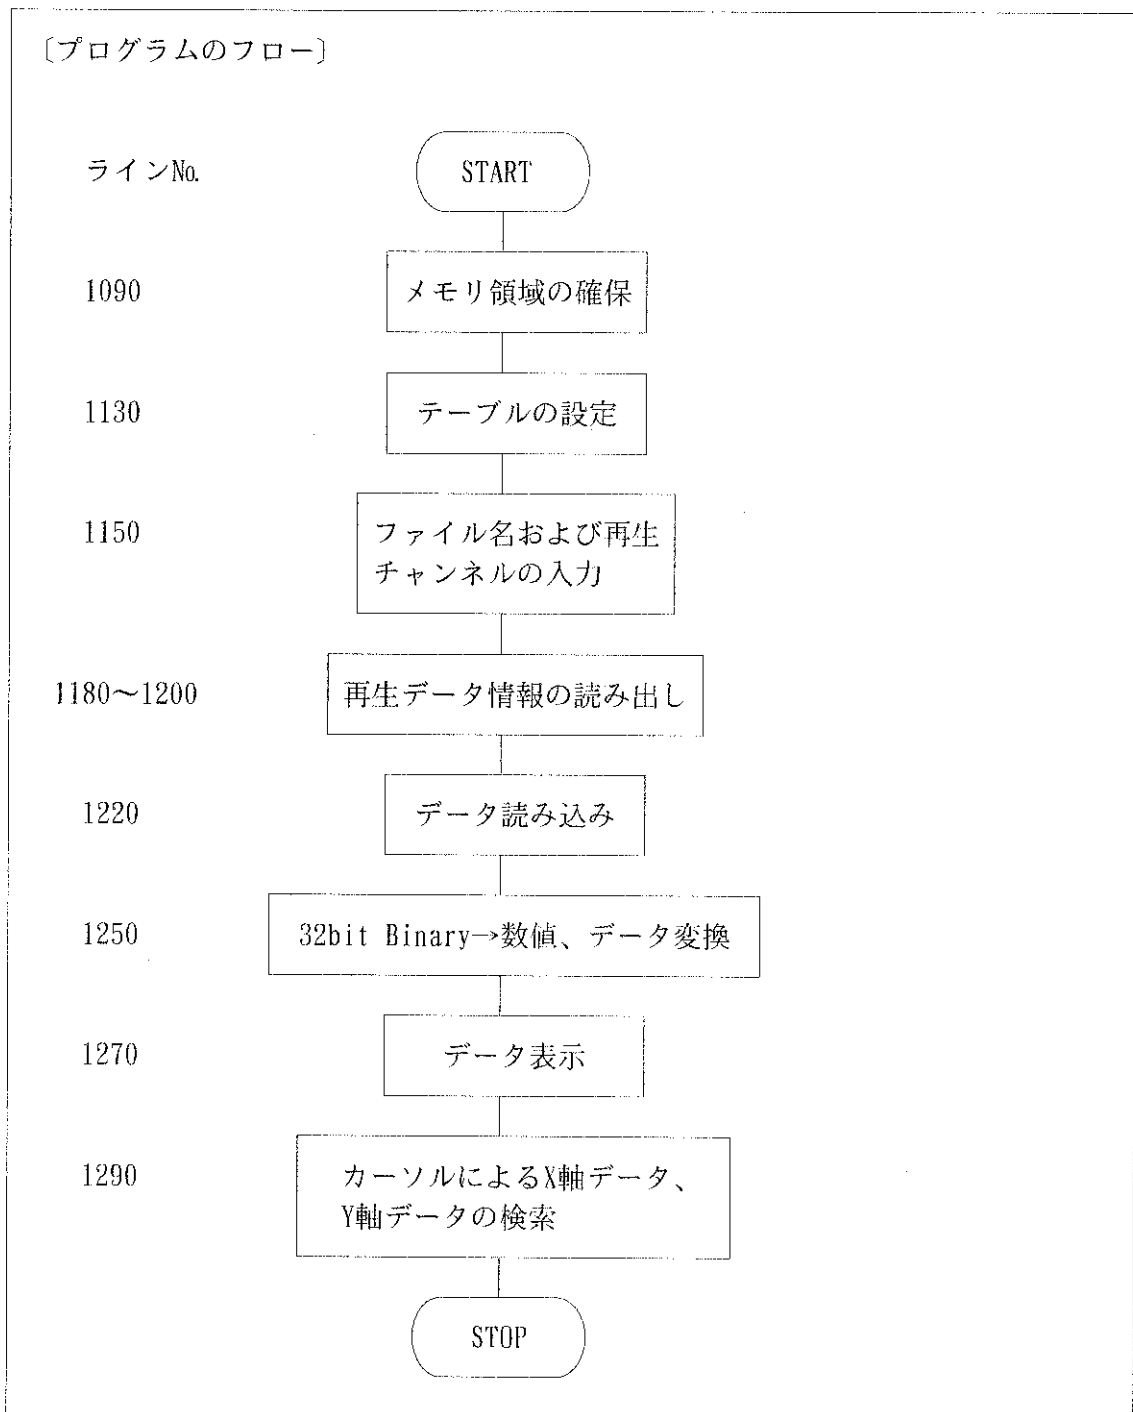 〔プログラムのフロー〕
ラインNo.
START
1090
メモリ領域の確保
1130
テーブルの設定
1150
ファイル名および再生
チャンネルの入力
1180～1200
再生データ情報の読み出し
1220
データ読み込み
1250
32bit Binary→数値、データ変換
1270
データ表示
1290
カーソルによるX軸データ、
Y軸データの検索
STOP